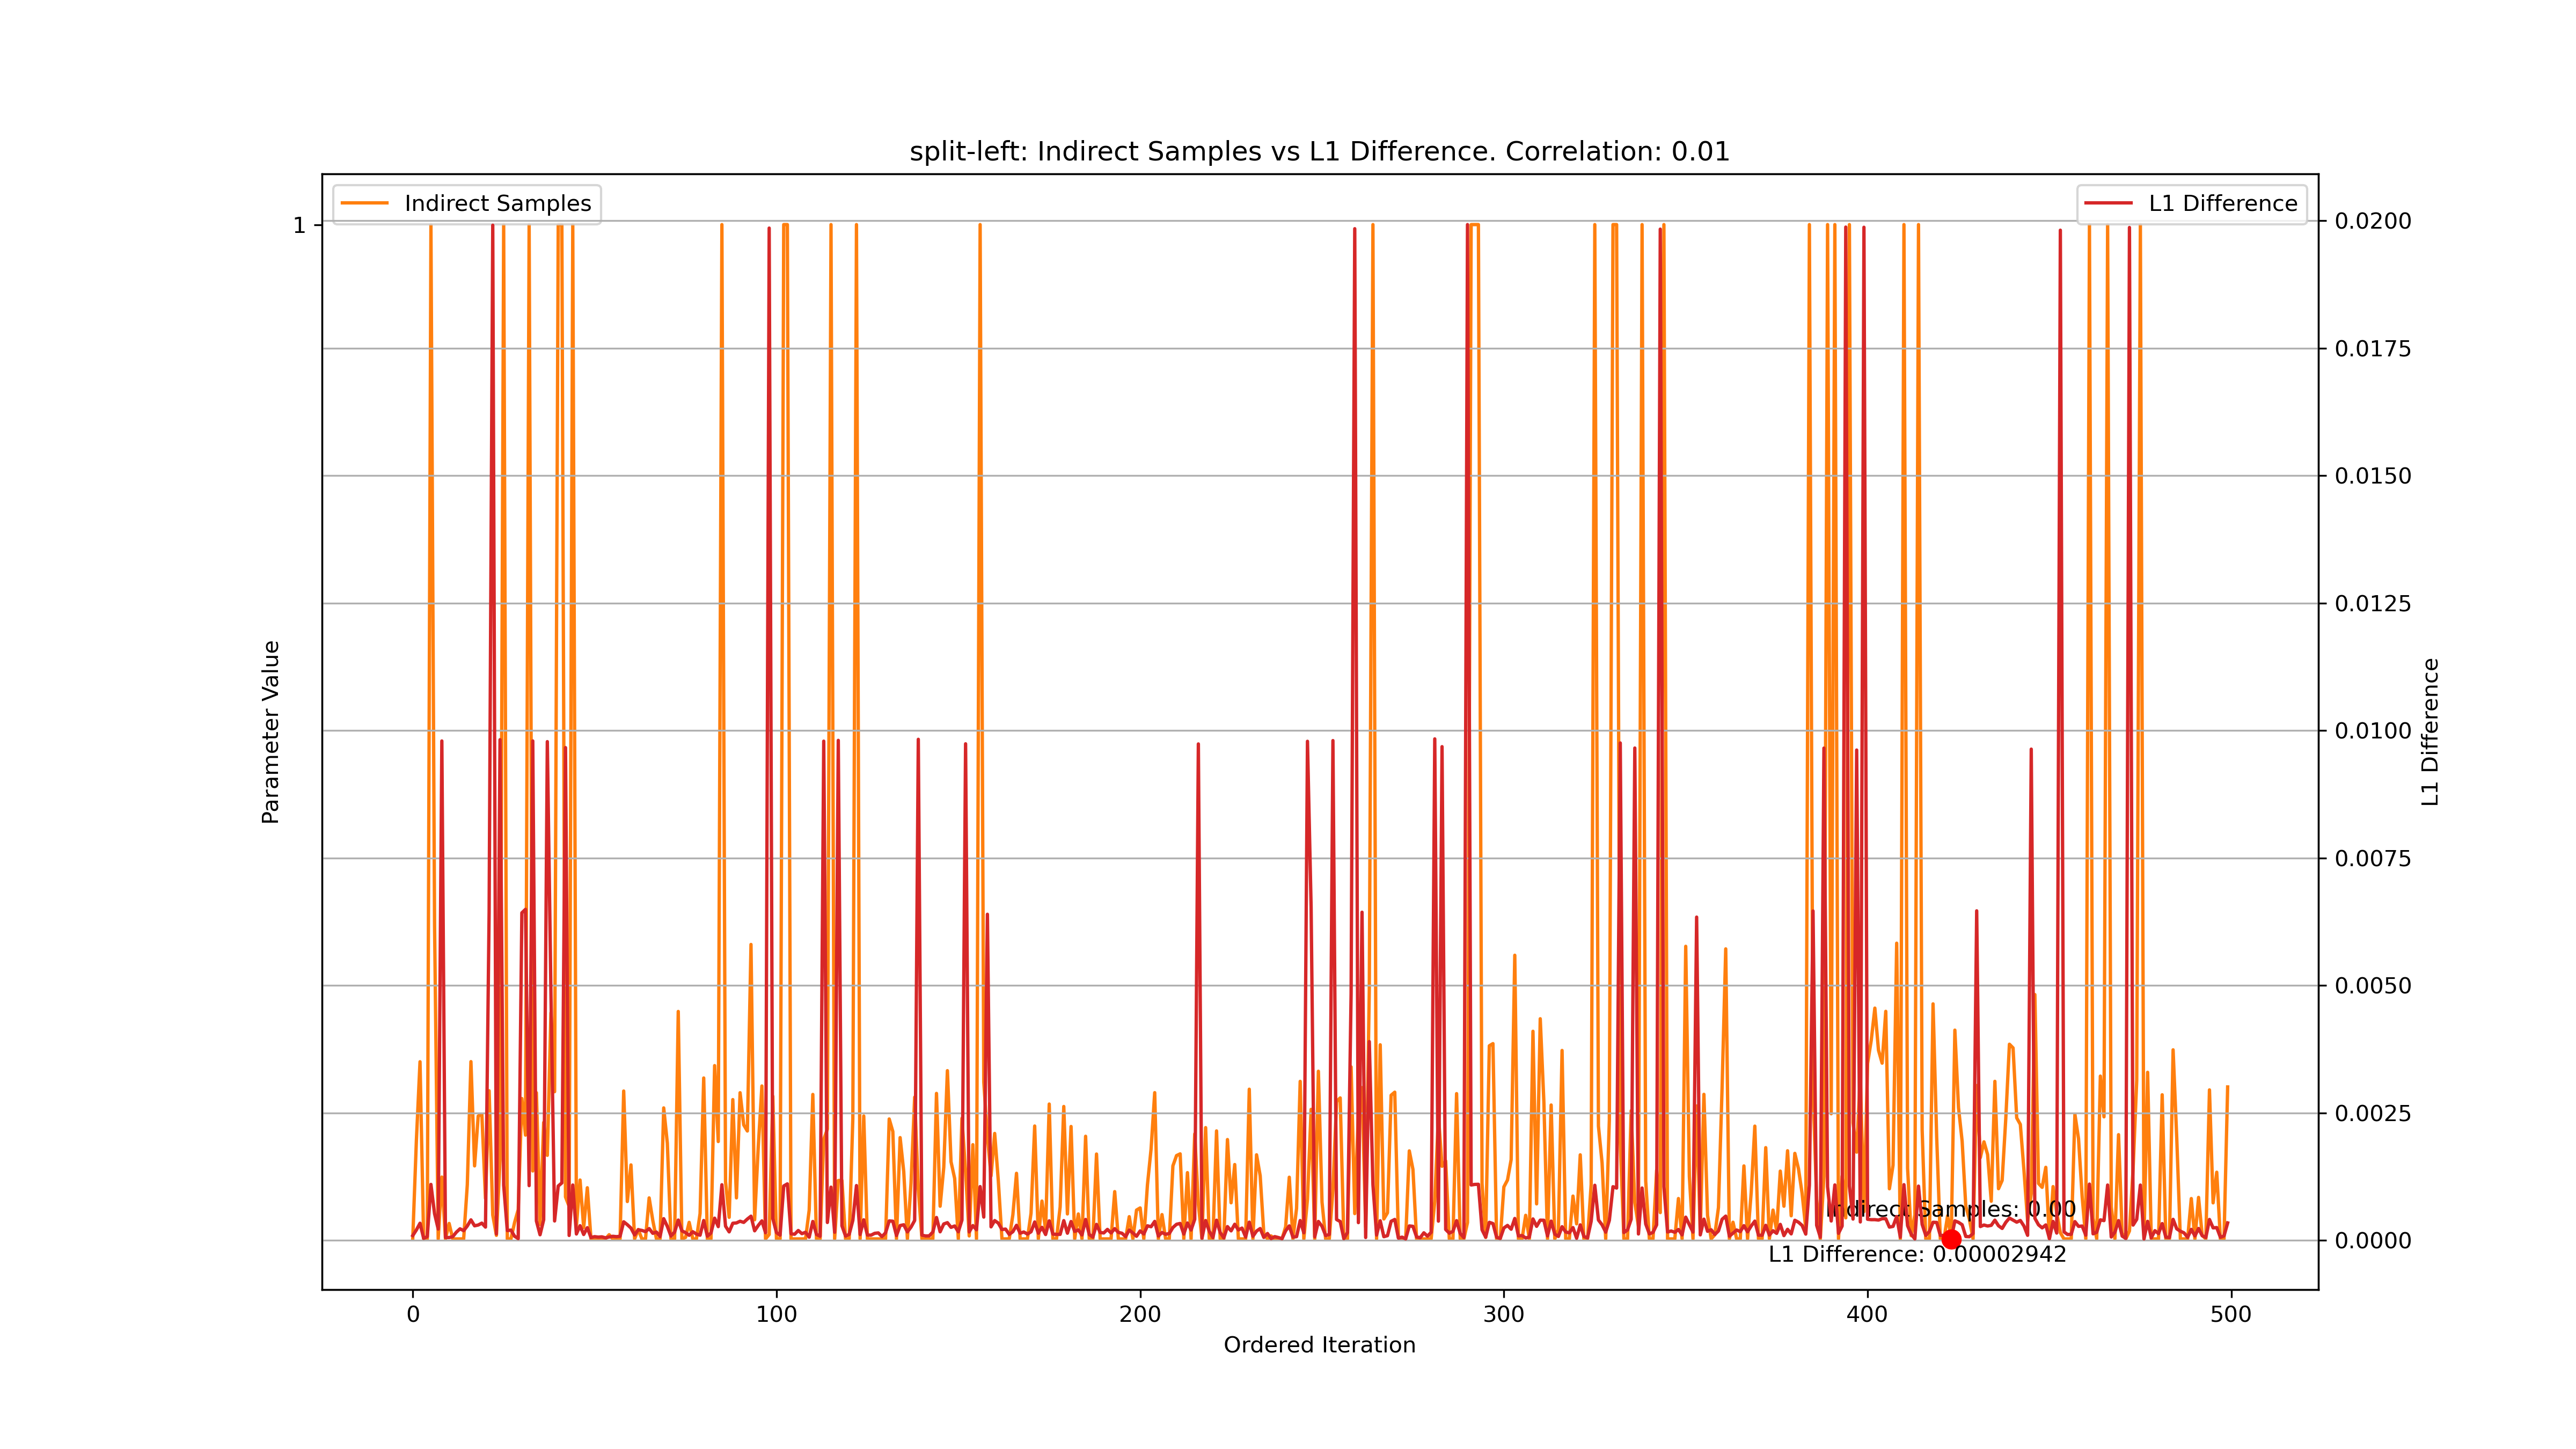 split-left: Indirect Samples vs L1 Difference. Correlation: 0.01
Indirect Samples
L1 Difference
1
Parameter Value
0.0200
0.0175
0.0150
0.0125
0.0100
0.0075
0.0050
0.0025
0.0000
L1 Difference
Indirect Samples: 0.00
L1 Difference: 0.00002942
0 100 200 300 400 500
Ordered Iteration